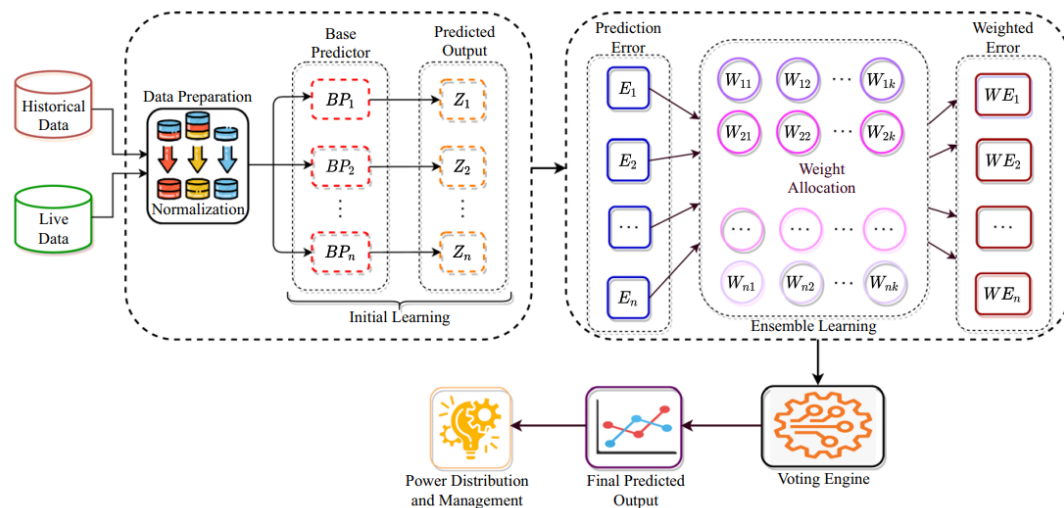 Historical
Data
Live
Data
Data Preparation
Normalization
Base
Predictor
BP₁
BP₂
⋮
BPₙ
Predicted
Output
Z₁
Z₂
⋮
Zₙ
Initial Learning
Prediction
Error
E₁
E₂
...
Eₙ
W₁₁ W₁₂ ... W₁ₖ
W₂₁ W₂₂ ... W₂ₖ
Weight
Allocation
... ... ... ...
Wₙ₁ Wₙ₂ ... Wₙₖ
Ensemble Learning
Weighted
Error
WE₁
WE₂
...
WEₙ
Power Distribution
and Management
Final Predicted
Output
Voting Engine